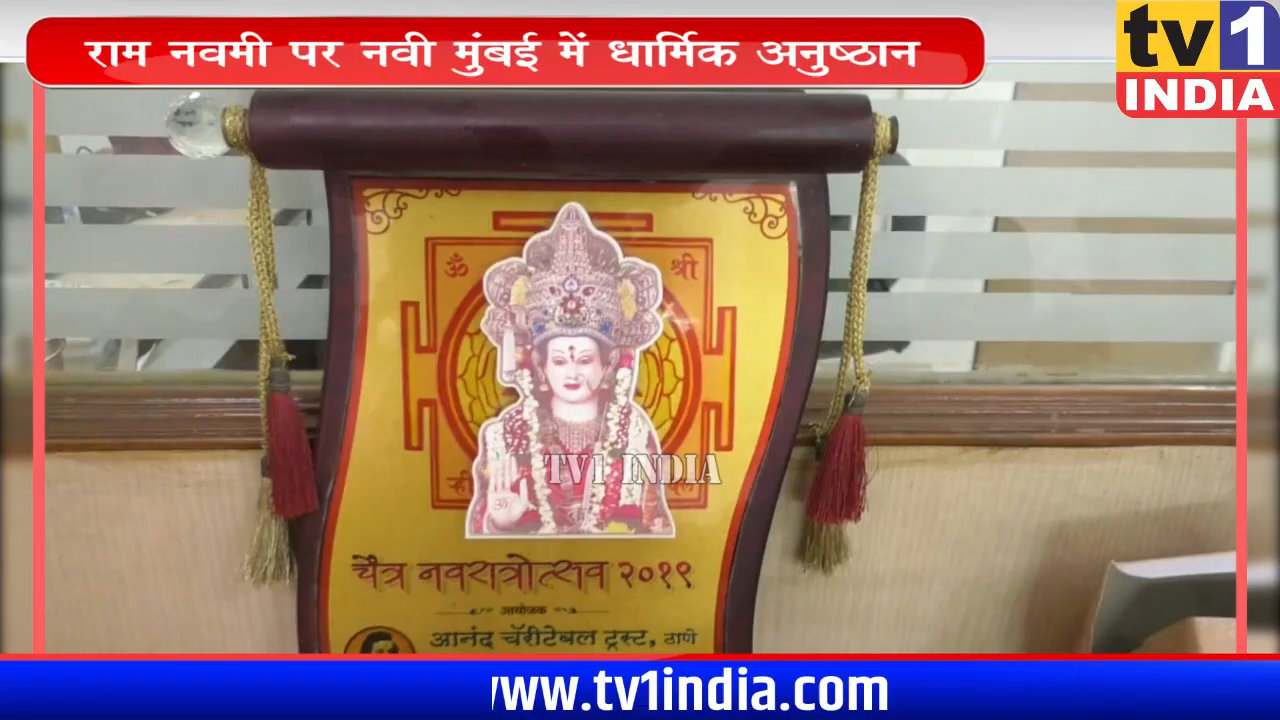 राम नवमी पर नवी मुंबई में धार्मिक अनुष्ठान
tv1
INDIA
ॐ श्री
TV1 INDIA
ॐ
चैत्र नवरात्रोत्सव २०१९
आयोजक
आनंद चॅरीटेबल ट्रस्ट, ठाणे
www.tv1india.com